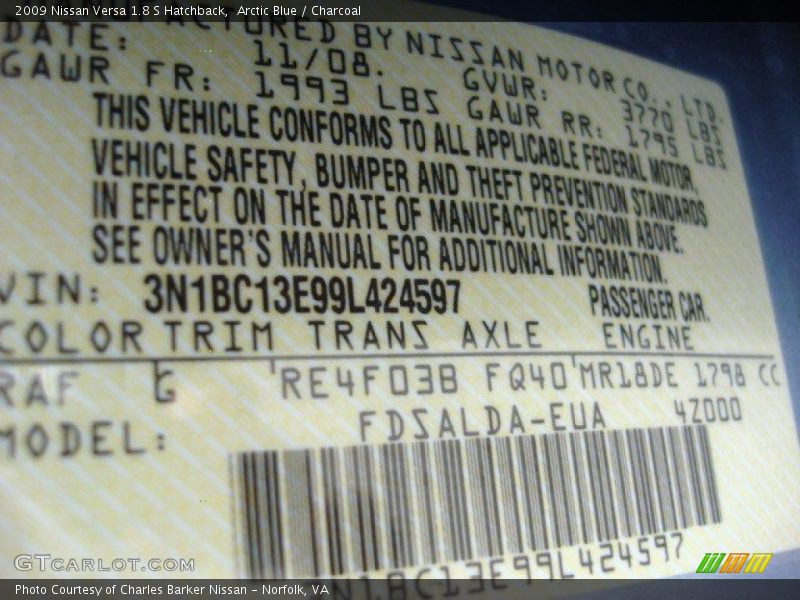 2009 Nissan Versa 1.8 S Hatchback, Arctic Blue / Charcoal
MANUFACTURED BY NISSAN MOTOR CO., LTD.
DATE: 11/08. GVWR: 3770 LBS
GAWR FR: 1993 LBS GAWR RR: 1795 LBS
THIS VEHICLE CONFORMS TO ALL APPLICABLE FEDERAL MOTOR
VEHICLE SAFETY, BUMPER AND THEFT PREVENTION STANDARDS
IN EFFECT ON THE DATE OF MANUFACTURE SHOWN ABOVE.
SEE OWNER'S MANUAL FOR ADDITIONAL INFORMATION.
VIN: 3N1BC13E99L424597 PASSENGER CAR.
COLOR TRIM TRANS AXLE ENGINE
RAF G RE4F03B FQ40 MR18DE 1798 CC
MODEL: FDSALDA-EUA 4Z000
3N1BC13E99L424597
GTcarlot.com
Photo Courtesy of Charles Barker Nissan - Norfolk, VA